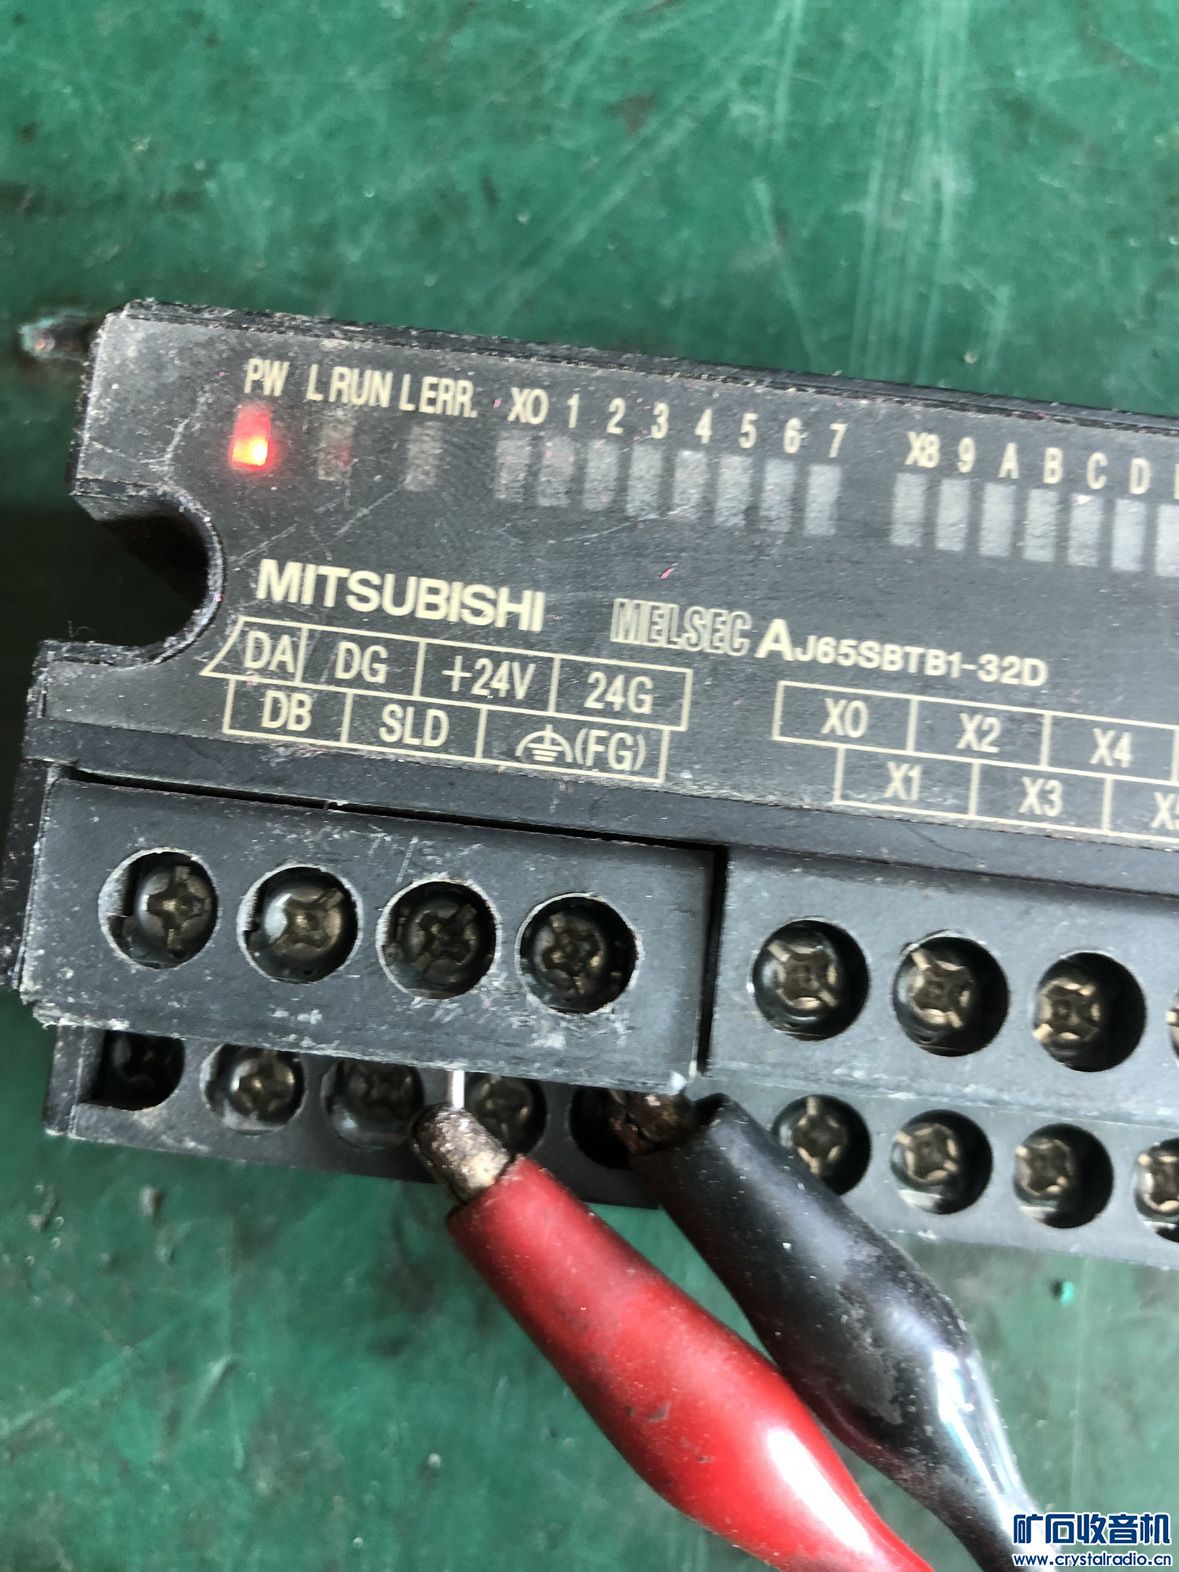 PW L RUN L ERR. X0 1 2 3 4 5 6 7 X8 9 A B C D
MITSUBISHI MELSEC AJ65SBTB1-32D
DA DG +24V 24G
DB SLD (FG)
X0 X2 X4
X1 X3
矿石收音机
www.crystalradio.cn